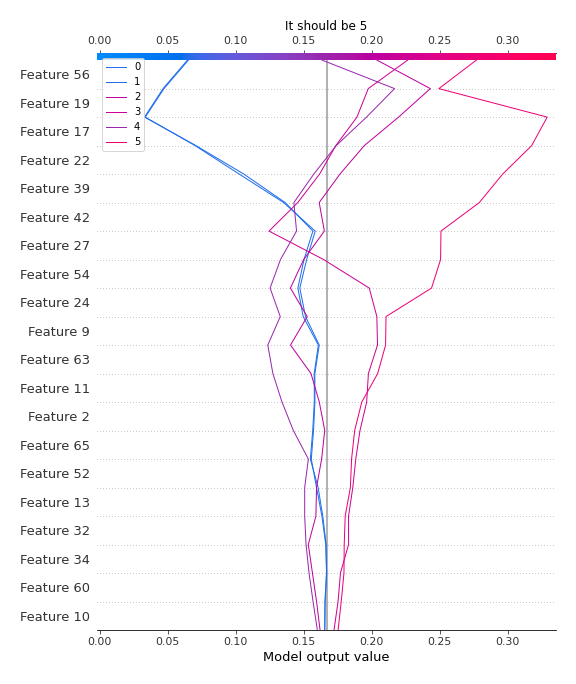 It should be 5
0.00 0.05 0.10 0.15 0.20 0.25 0.30
0
1
2
3
4
5
Feature 56
Feature 19
Feature 17
Feature 22
Feature 39
Feature 42
Feature 27
Feature 54
Feature 24
Feature 9
Feature 63
Feature 11
Feature 2
Feature 65
Feature 52
Feature 13
Feature 32
Feature 34
Feature 60
Feature 10
0.00 0.05 0.10 0.15 0.20 0.25 0.30
Model output value